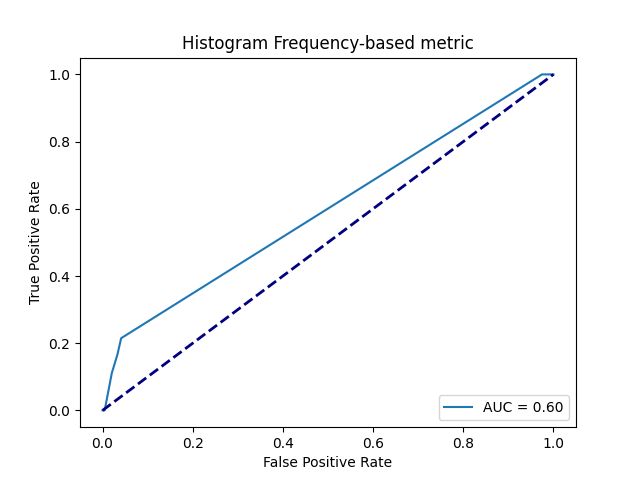 Histogram Frequency-based metric
True Positive Rate
1.0
0.8
0.6
0.4
0.2
0.0
AUC = 0.60
0.0 0.2 0.4 0.6 0.8 1.0
False Positive Rate